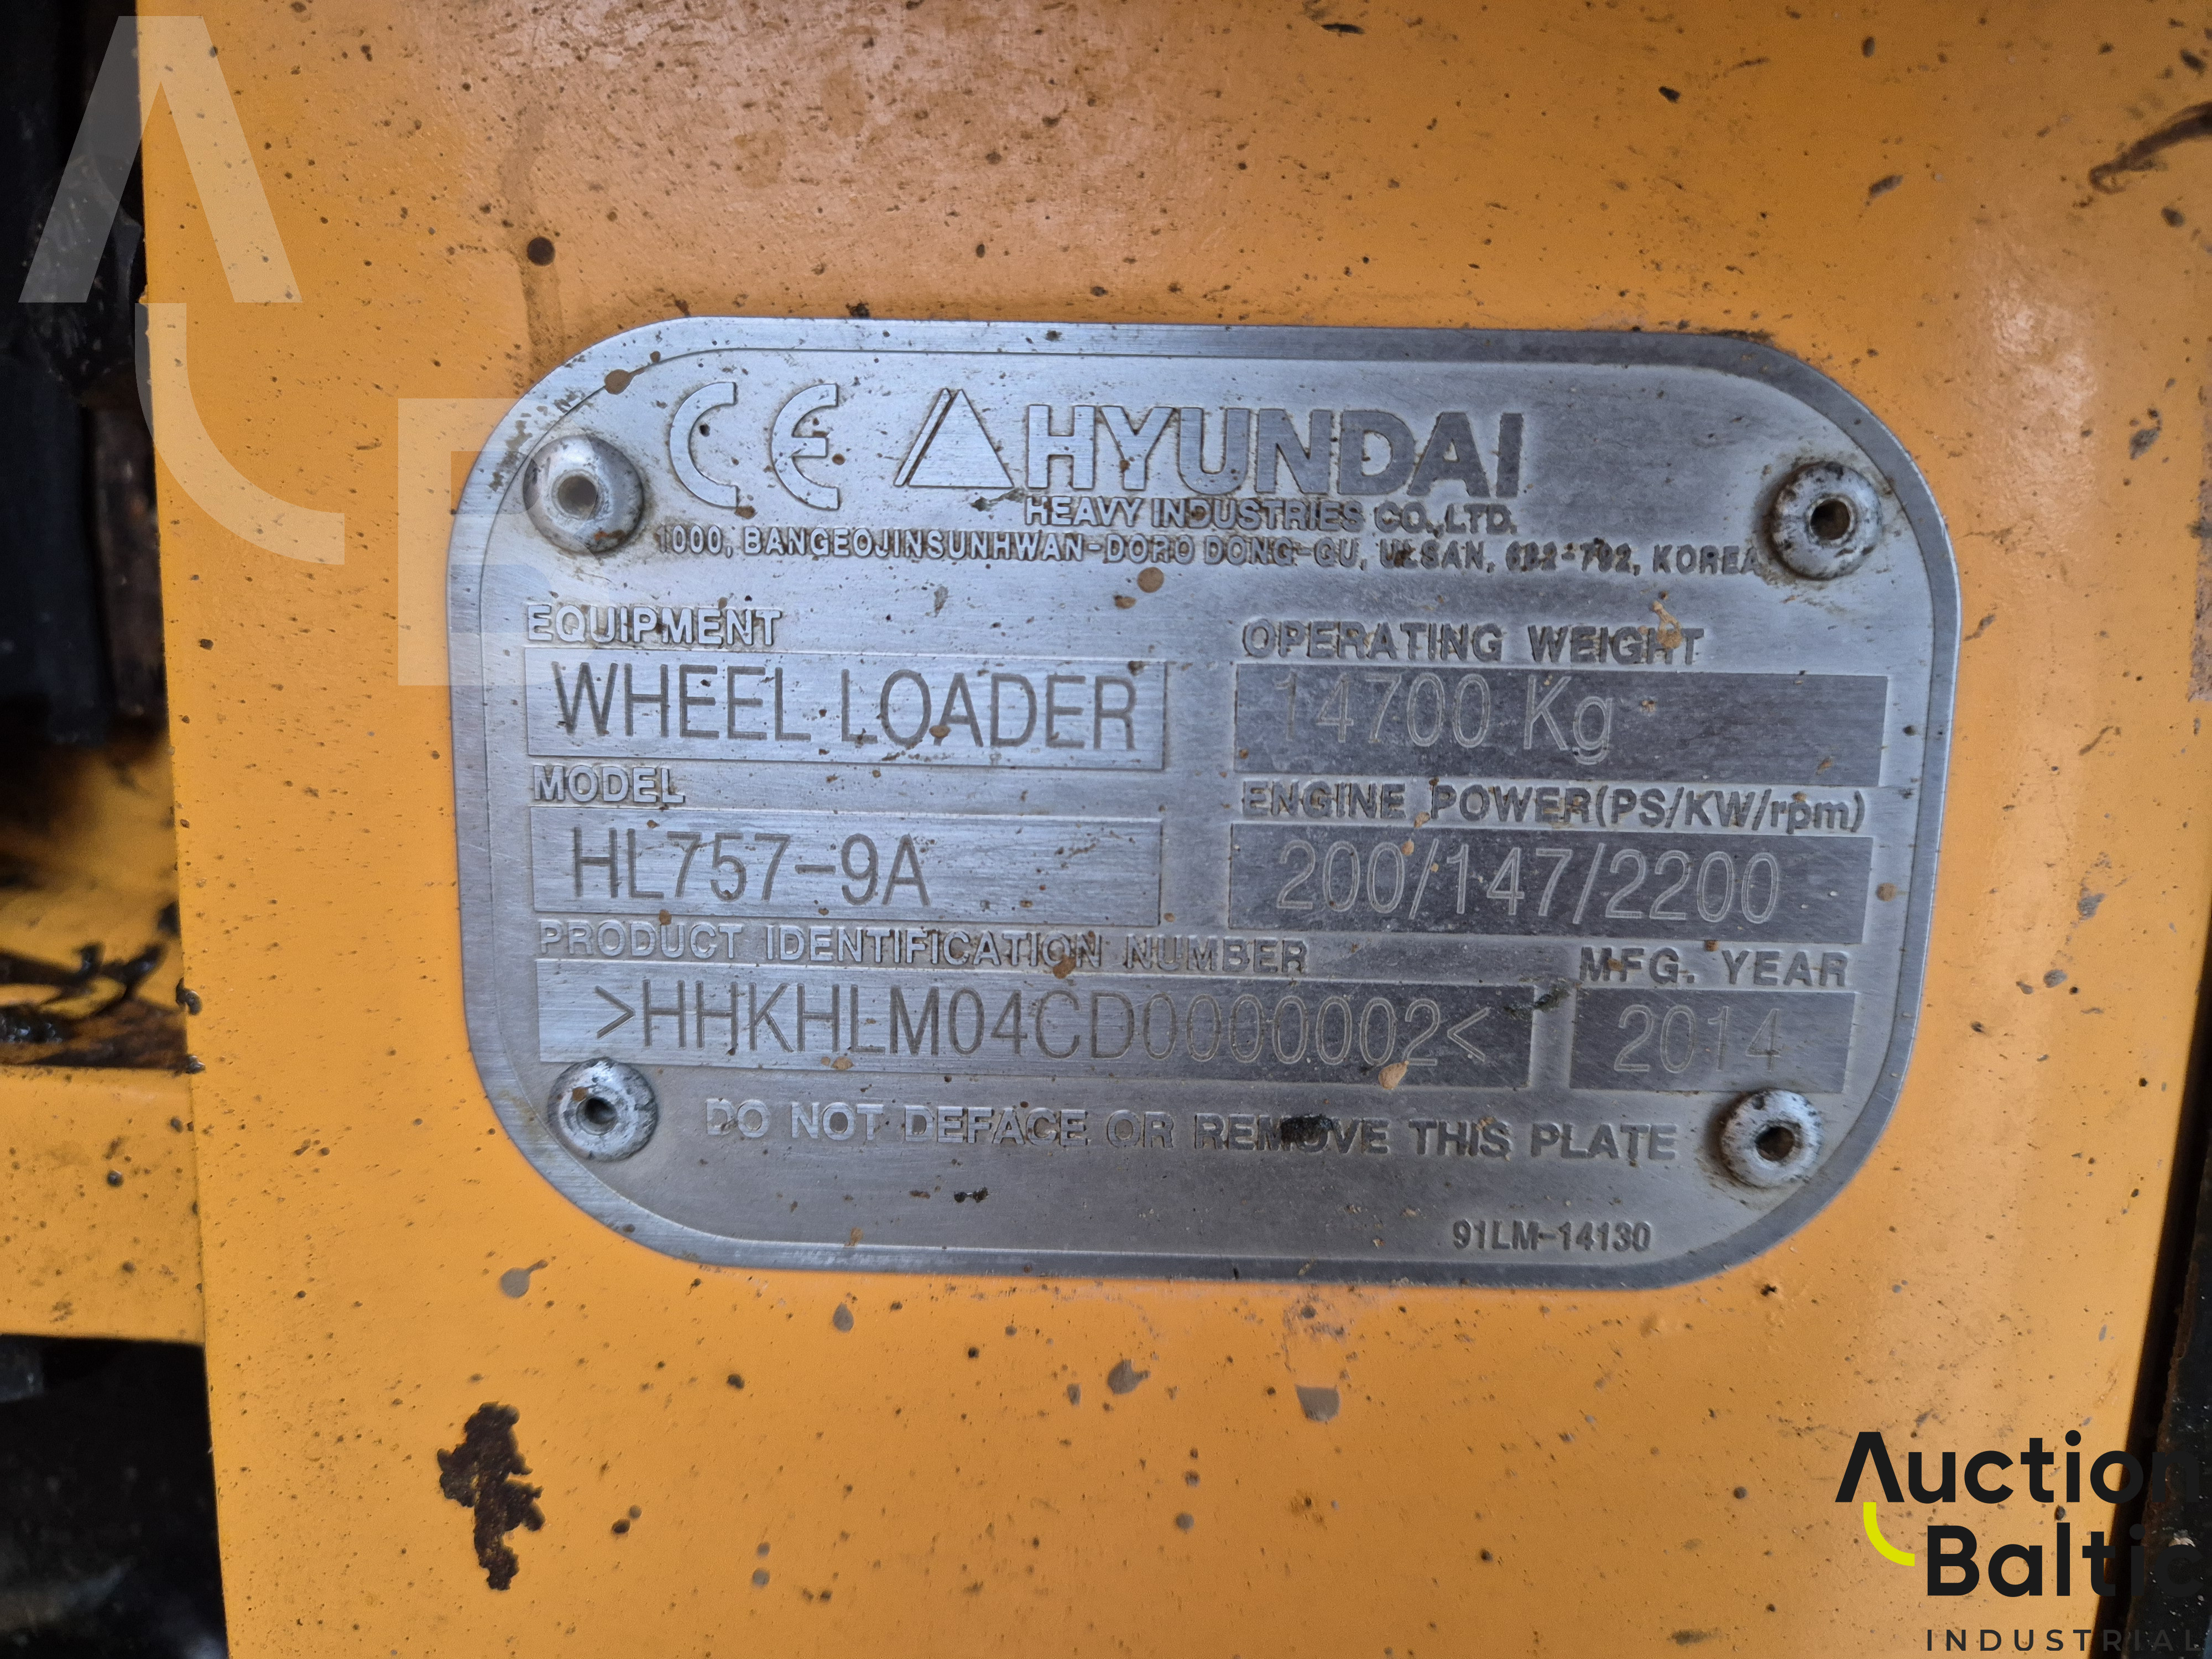 CE HYUNDAI
HEAVY INDUSTRIES CO.,LTD.
1000, BANGEOJINSUNHWAN-DORO DONG-GU, ULSAN, 682-792, KOREA
EQUIPMENT OPERATING WEIGHT
WHEEL LOADER 14700 Kg
MODEL ENGINE POWER(PS/KW/rpm)
HL757-9A 200/147/2200
PRODUCT IDENTIFICATION NUMBER MFG. YEAR
>HHKHLM04CD0000002< 2014
DO NOT DEFACE OR REMOVE THIS PLATE
91LM-14130
Auction
Baltic
INDUSTRIAL